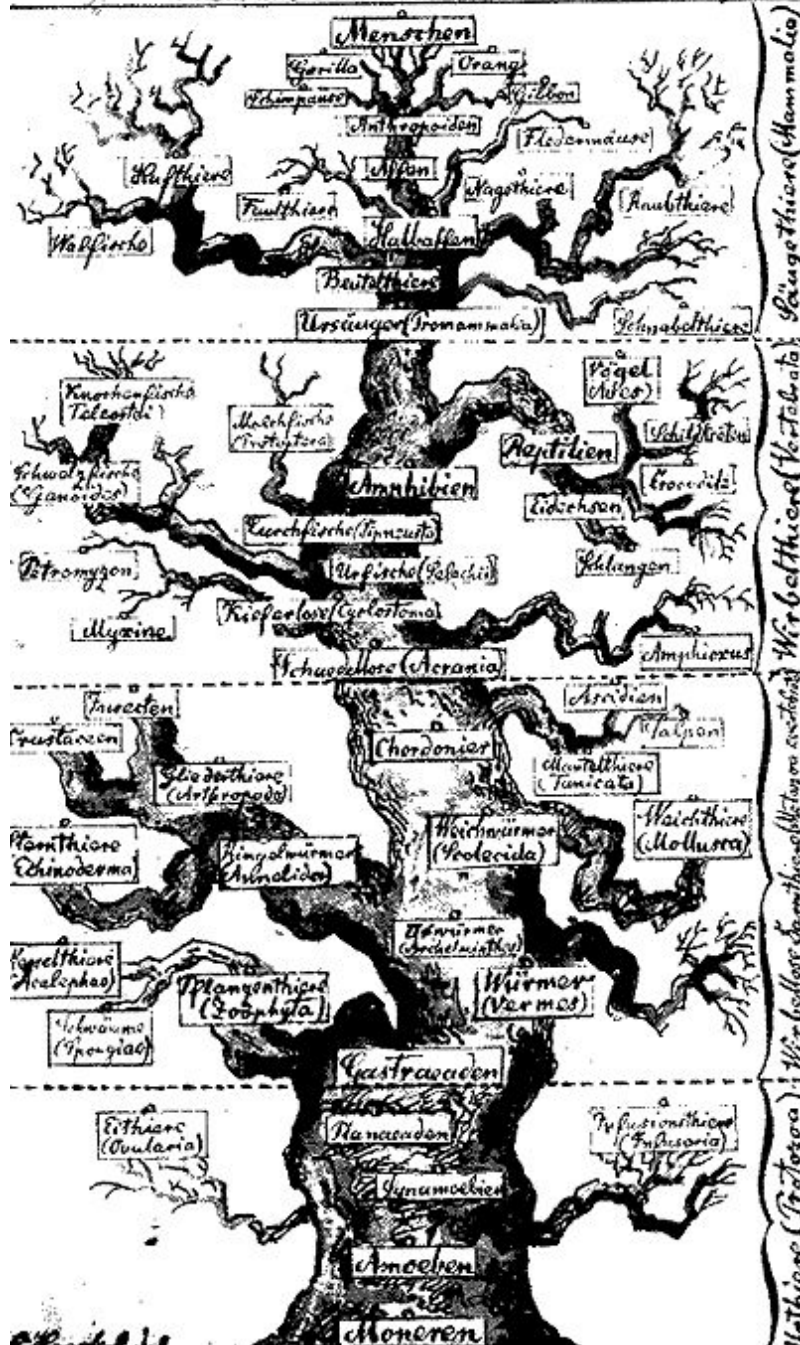 Menschen
Gorilla
Orang
Schimpanse
Gibbon
Anthropoiden
Fledermäuse
Affen
Hufthiere
Nagethiere
Faulthiere
Raubthiere
Walfische
Halbaffen
Beutelthiere
Ursäuger (Promammalia)
Schnabelthiere
Säugethiere (Mammalia)
Vögel
(Aves)
Knochenfische
Teleostei
(Protoptera)
Schildkröten
Reptilien
(Ganoides)
Amphibien
Crocodile
Eidechsen
Lurchfische (Dipneusta)
Schlangen
Petromyzon
Urfische (Selachii)
Kieferlose (Cyclostoma)
Myxine
Amphioxus
Schaedellose (Acrania)
Wirbelthiere (Vertebrata)
Insecten
Ascidien
Crustaceen
Salpen
Chordonier
Gliederthiere
(Arthropoda)
Mantelthiere
(Tunicata)
Weichthiere
(Mollusca)
Weichwürmer
(Scolecida)
Sternthiere
(Echinoderma)
Ringelwürmer
(Annelida)
Urwürmer
(Archelminthes)
(Acalephae)
Pflanzenthiere
(Zoophyta)
Würmer
(Vermes)
Schwämme
(Spongiae)
Gastraeaden
Wirbellose Darmthiere
Eithiere
(Ovularia)
Planaeaden
Infusionsthiere
(Infusoria)
Synamoebien
Amoeben
Moneren
(Protozoa)